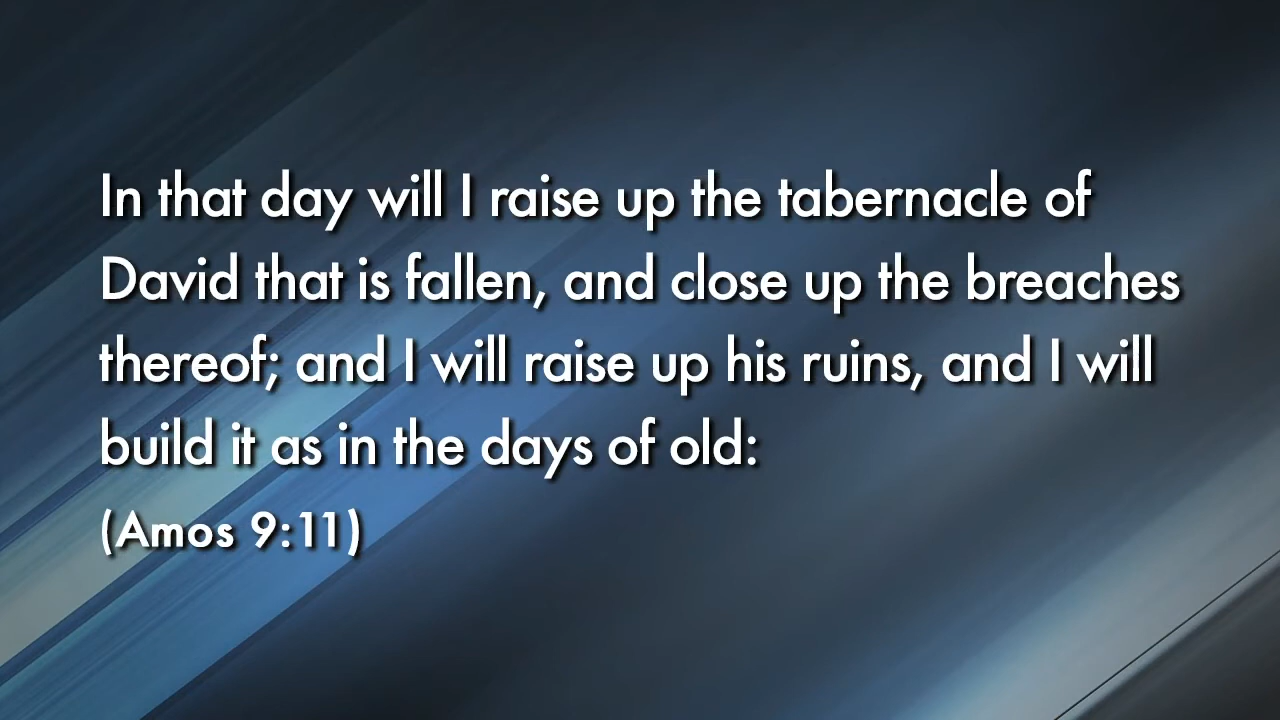 In that day will I raise up the tabernacle of
David that is fallen, and close up the breaches
thereof; and I will raise up his ruins, and I will
build it as in the days of old:
(Amos 9:11)